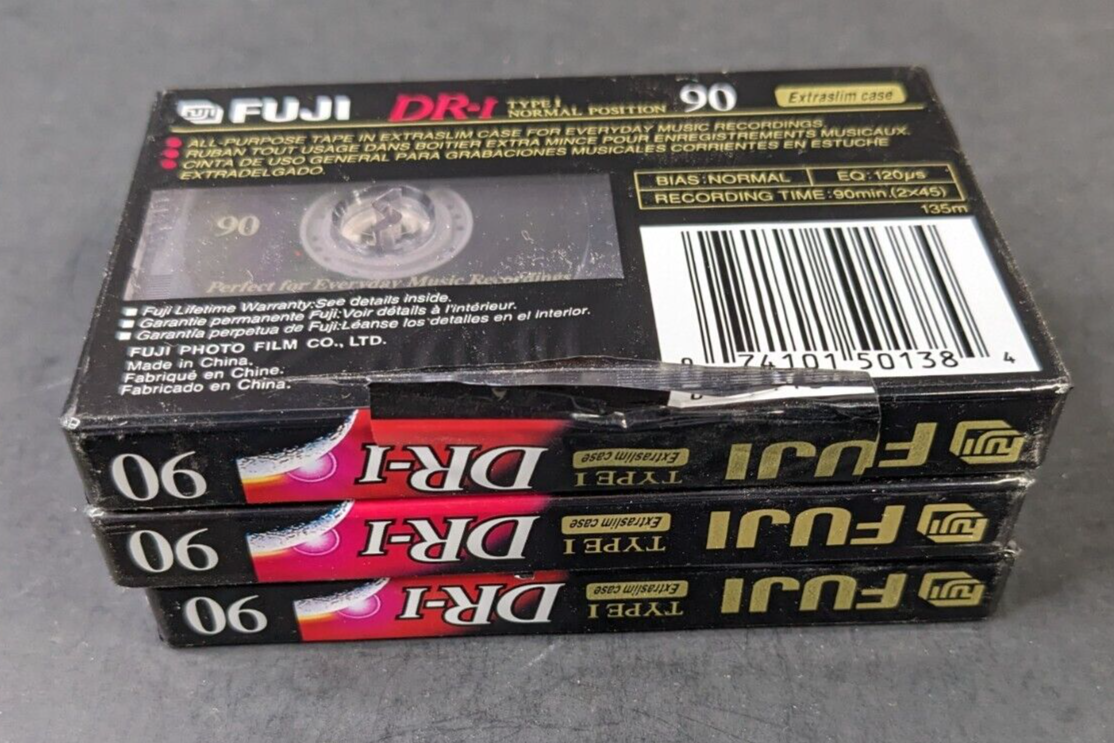 FUJI DR-I TYPE I NORMAL POSITION 90 Extraslim case
ALL-PURPOSE TAPE IN EXTRASLIM CASE FOR EVERYDAY MUSIC RECORDINGS.
RUBAN TOUT USAGE DANS BOITIER EXTRA MINCE POUR ENREGISTREMENTS MUSICAUX.
CINTA DE USO GENERAL PARA GRABACIONES MUSICALES CORRIENTES EN ESTUCHE
EXTRADELGADO.
BIAS:NORMAL EQ:120μs
RECORDING TIME:90min.(2×45)
135m
90
Perfect for Everyday Music Recordings
Fuji Lifetime Warranty:See details inside.
Garantie permanente Fuji:Voir détails à l'intérieur.
Garantía perpetua de Fuji:Léanse los detalles en el interior.
FUJI PHOTO FILM CO., LTD.
Made in China.
Fabriqué en Chine.
Fabricado en China.
0 74101 50138 4
FUJI TYPE I Extraslim case DR-I 90
FUJI TYPE I Extraslim case DR-I 90
FUJI TYPE I Extraslim case DR-I 90